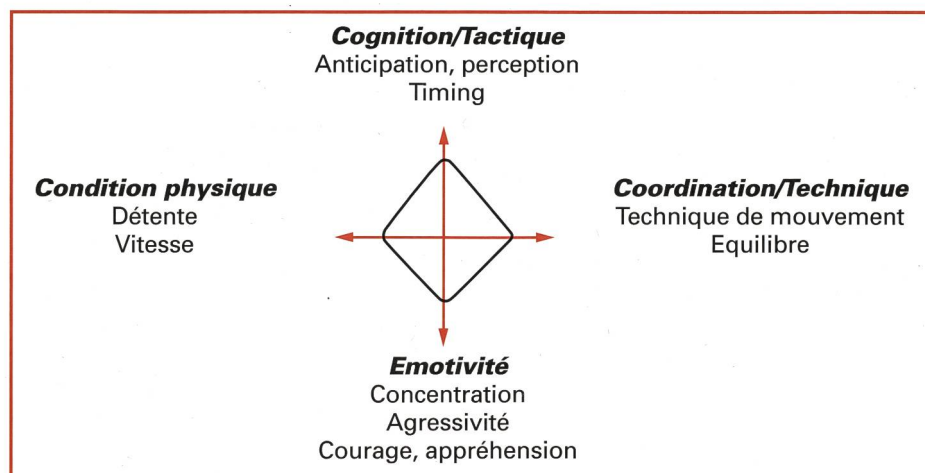 Cognition/Tactique
Anticipation, perception
Timing
Condition physique
Détente
Vitesse
Coordination/Technique
Technique de mouvement
Equilibre
Emotivité
Concentration
Agressivité
Courage, appréhension